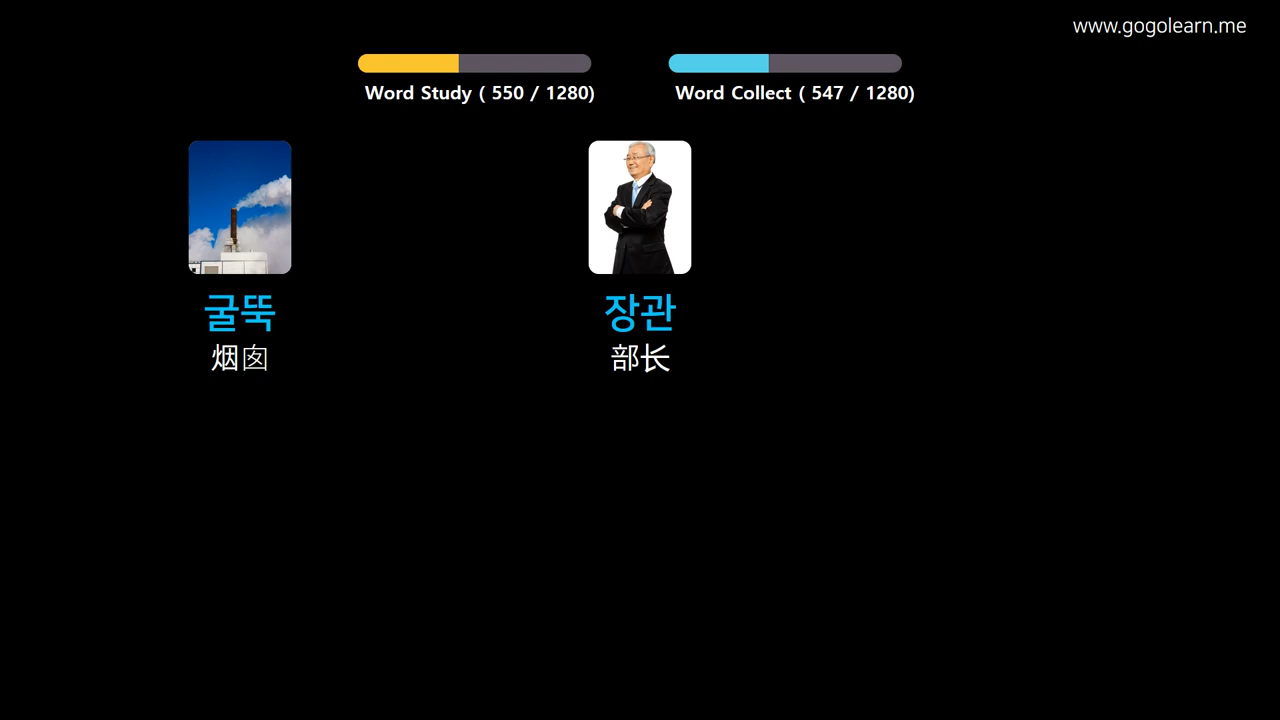 www.gogolearn.me
Word Study ( 550 / 1280)
Word Collect ( 547 / 1280)
굴뚝
烟囱
장관
部长